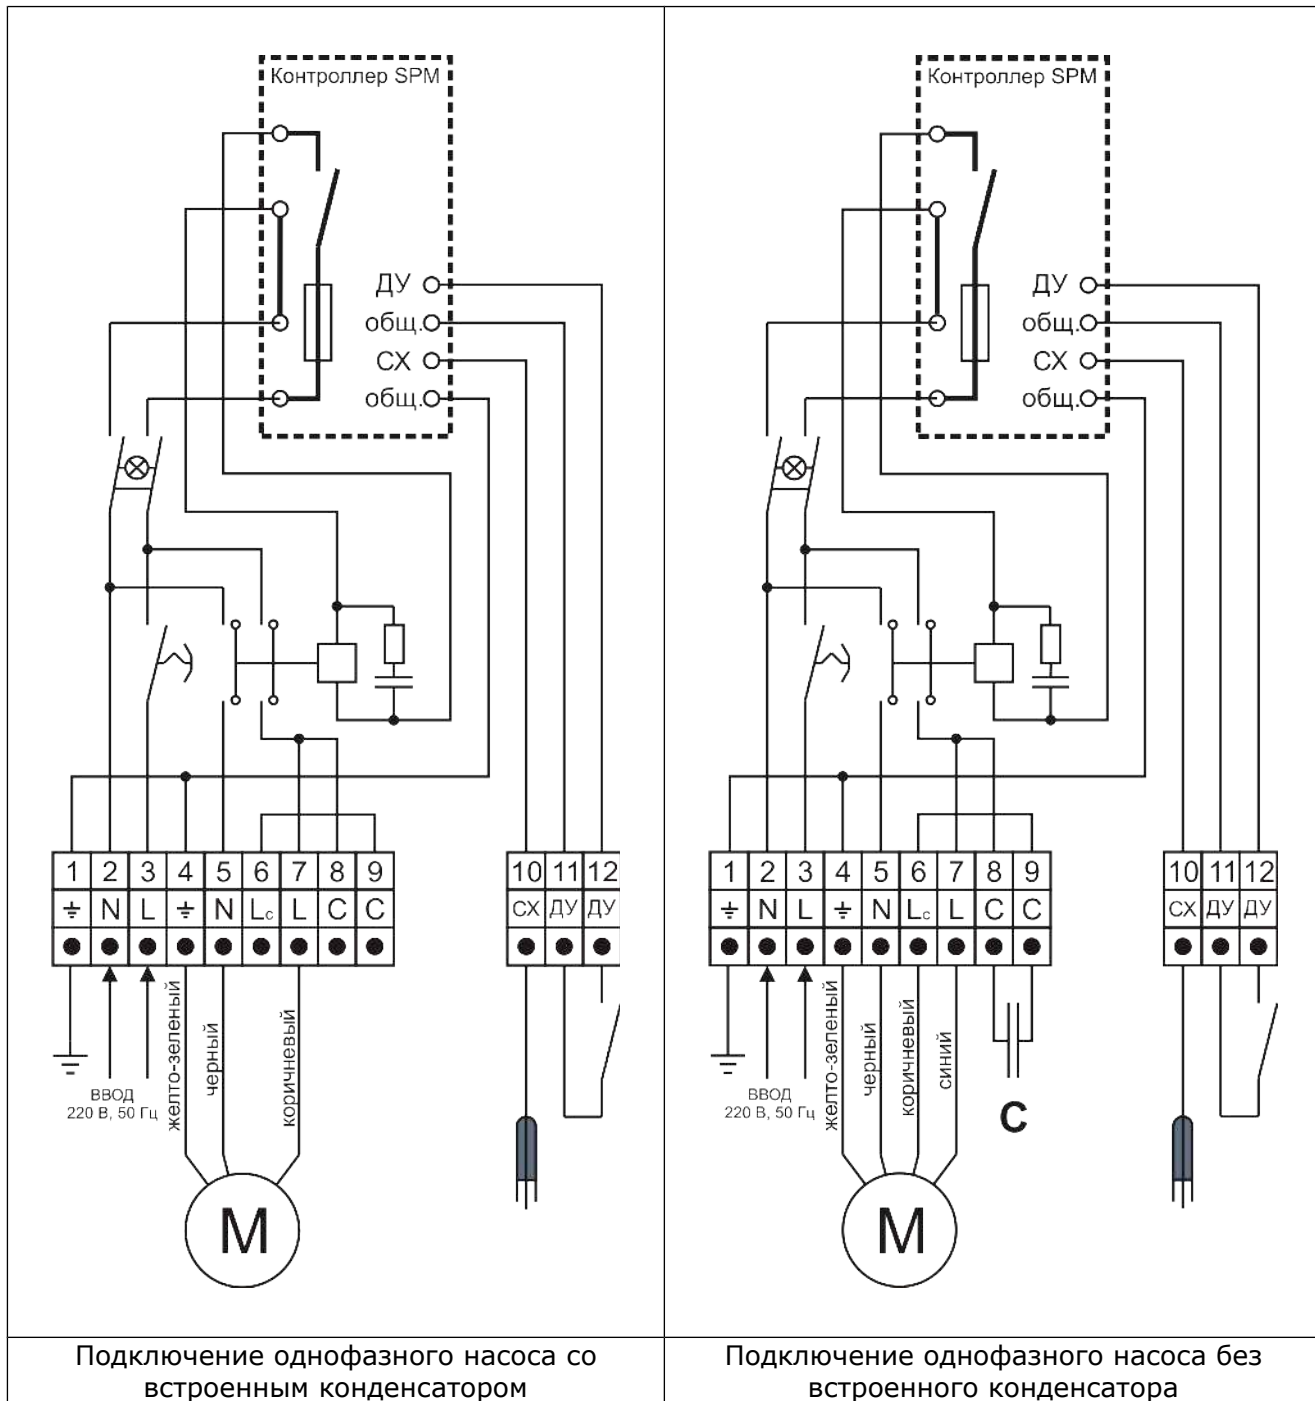 Контроллер SPM
ДУ
общ.
СХ
общ.
1 2 3 4 5 6 7 8 9
⏚ N L ⏚ N Lc L C C
10 11 12
СХ ДУ ДУ
ВВОД
220 В, 50 Гц
желто-зеленый
черный
коричневый
M
Подключение однофазного насоса со
встроенным конденсатором
Контроллер SPM
ДУ
общ.
СХ
общ.
1 2 3 4 5 6 7 8 9
⏚ N L ⏚ N Lc L C C
10 11 12
СХ ДУ ДУ
ВВОД
220 В, 50 Гц
желто-зеленый
черный
коричневый
синий
C
M
Подключение однофазного насоса без
встроенного конденсатора